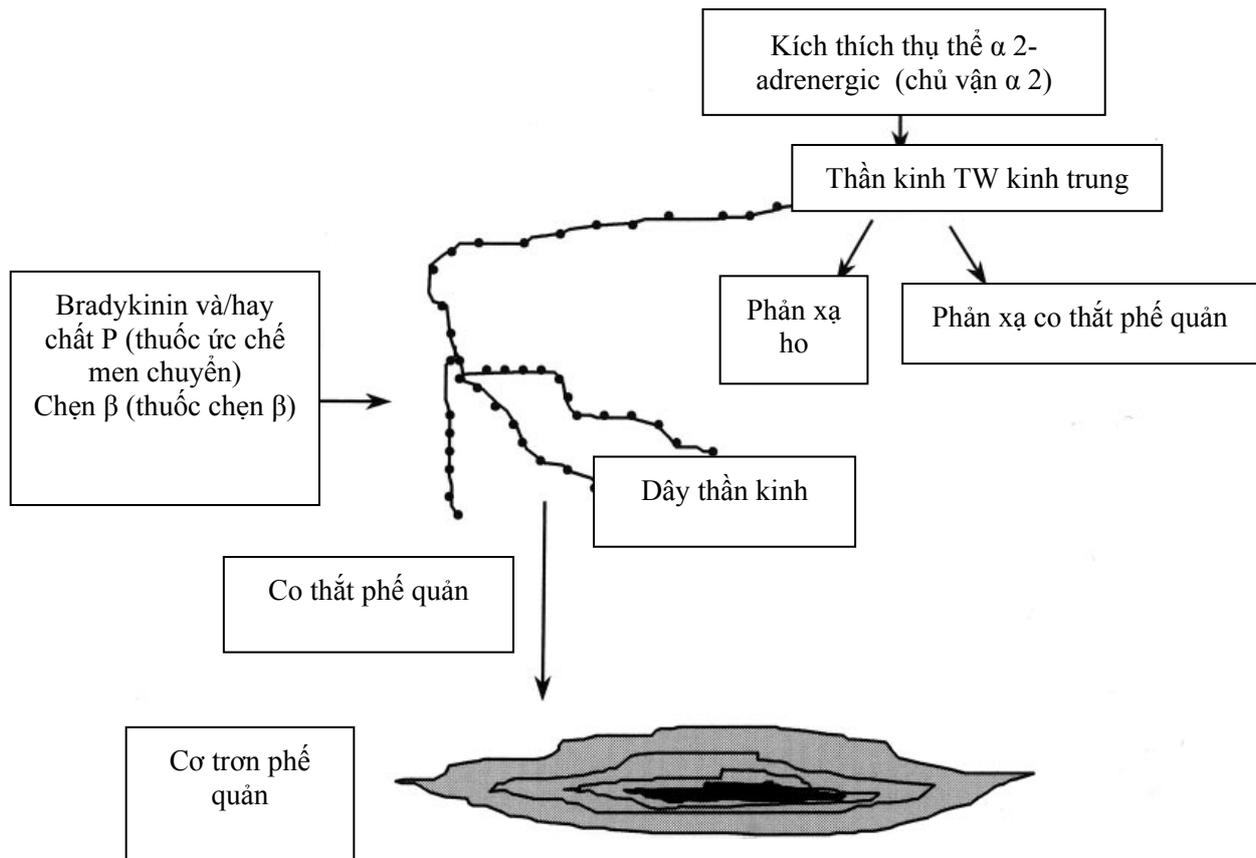 Kích thích thụ thể α 2-
adrenergic (chủ vận α 2)
Thần kinh TW kinh trung
Phản xạ
ho
Phản xạ co thắt phế quản
Bradykinin và/hay
chất P (thuốc ức chế
men chuyển)
Chẹn β (thuốc chẹn β)
Dây thần kinh
Co thắt phế quản
Cơ trơn phế
quản